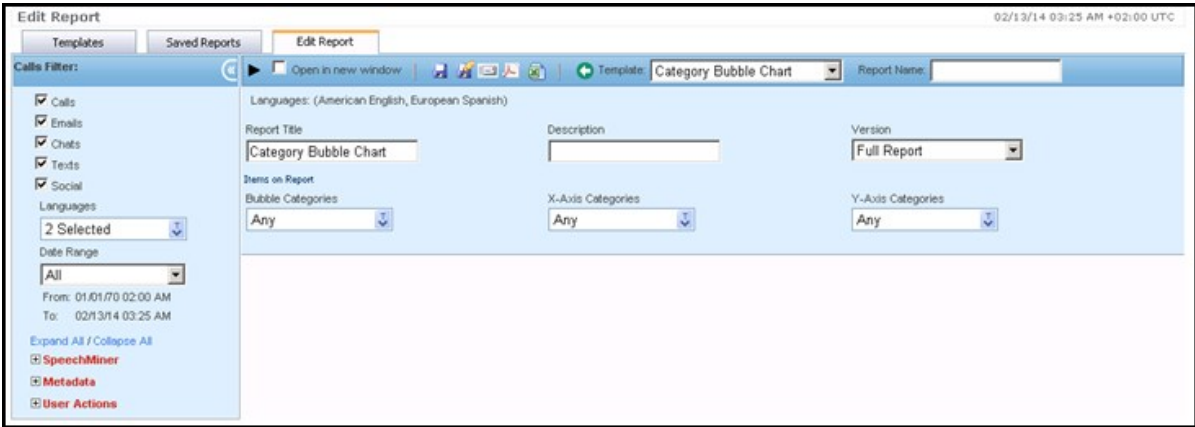 Edit Report
02/13/14 03:25 AM +02:00 UTC
Templates
Saved Reports
Edit Report
Calls Filter:
Open in new window
Template:
Category Bubble Chart
Report Name:
Calls
Emails
Chats
Texts
Social
Languages
2 Selected
Date Range
All
From: 01/01/70 02:00 AM
To: 02/13/14 03:25 AM
Expand All / Collapse All
SpeechMiner
Metadata
User Actions
Languages: (American English, European Spanish)
Report Title
Description
Version
Category Bubble Chart
Full Report
Items on Report
Bubble Categories
X-Axis Categories
Y-Axis Categories
Any
Any
Any